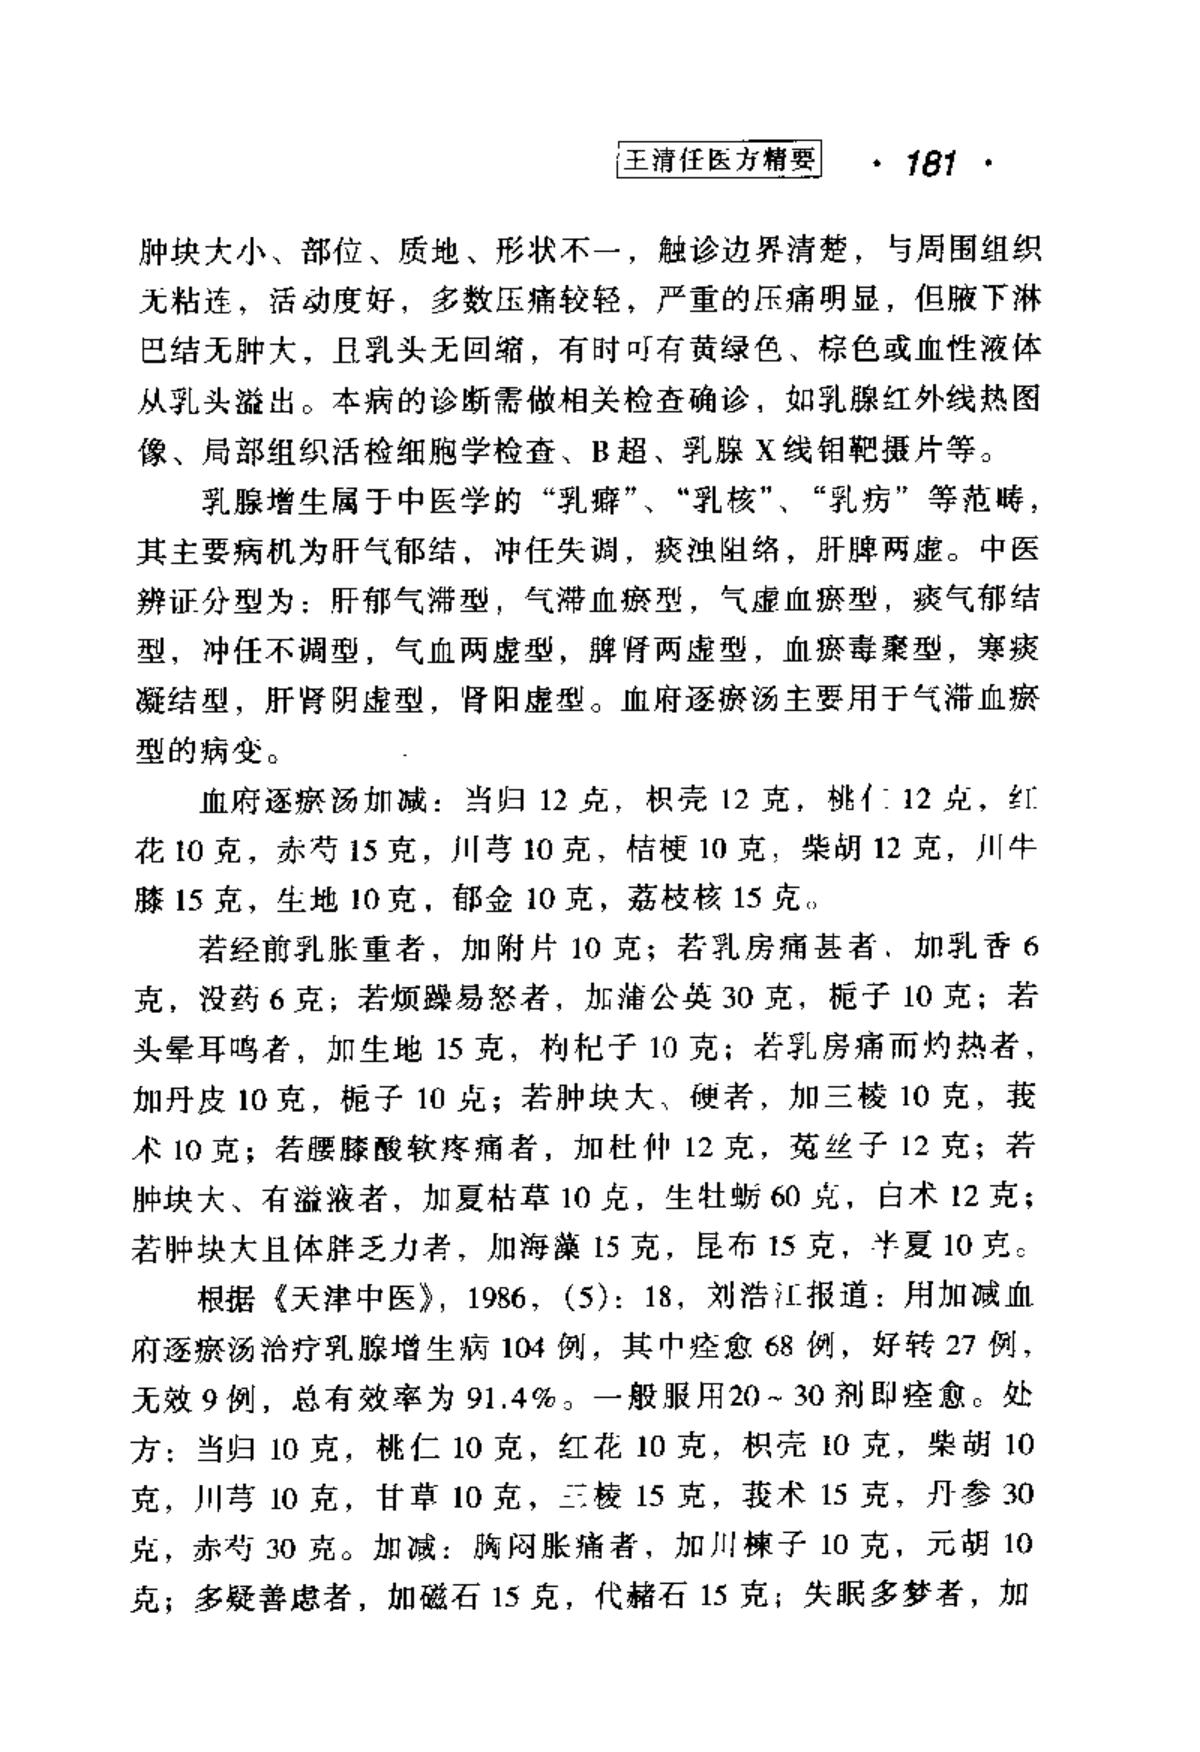 王清任医方精要 · 181 ·
肿块大小、部位、质地、形状不一，触诊边界清楚，与周围组织
无粘连，活动度好，多数压痛较轻，严重的压痛明显，但腋下淋
巴结无肿大，且乳头无回缩，有时可有黄绿色、棕色或血性液体
从乳头溢出。本病的诊断需做相关检查确诊，如乳腺红外线热图
像、局部组织活检细胞学检查、B超、乳腺X线钼靶摄片等。
乳腺增生属于中医学的“乳癖”、“乳核”、“乳疬”等范畴，
其主要病机为肝气郁结，冲任失调，痰浊阻络，肝脾两虚。中医
辨证分型为：肝郁气滞型，气滞血瘀型，气虚血瘀型，痰气郁结
型，冲任不调型，气血两虚型，脾肾两虚型，血瘀毒聚型，寒痰
凝结型，肝肾阴虚型，肾阳虚型。血府逐瘀汤主要用于气滞血瘀
型的病变。
血府逐瘀汤加减：当归12克，枳壳12克，桃仁12克，红
花10克，赤芍15克，川芎10克，桔梗10克，柴胡12克，川牛
膝15克，生地10克，郁金10克，荔枝核15克。
若经前乳胀重者，加附片10克；若乳房痛甚者，加乳香6
克，没药6克；若烦躁易怒者，加蒲公英30克，栀子10克；若
头晕耳鸣者，加生地15克，枸杞子10克；若乳房痛而灼热者，
加丹皮10克，栀子10克；若肿块大、硬者，加三棱10克，莪
术10克；若腰膝酸软疼痛者，加杜仲12克，菟丝子12克；若
肿块大、有溢液者，加夏枯草10克，生牡蛎60克，白术12克；
若肿块大且体胖乏力者，加海藻15克，昆布15克，半夏10克。
根据《天津中医》，1986，(5)：18，刘浩江报道：用加减血
府逐瘀汤治疗乳腺增生病104例，其中痊愈68例，好转27例，
无效9例，总有效率为91.4%。一般服用20~30剂即痊愈。处
方：当归10克，桃仁10克，红花10克，枳壳10克，柴胡10
克，川芎10克，甘草10克，三棱15克，莪术15克，丹参30
克，赤芍30克。加减：胸闷胀痛者，加川楝子10克，元胡10
克；多疑善虑者，加磁石15克，代赭石15克；失眠多梦者，加